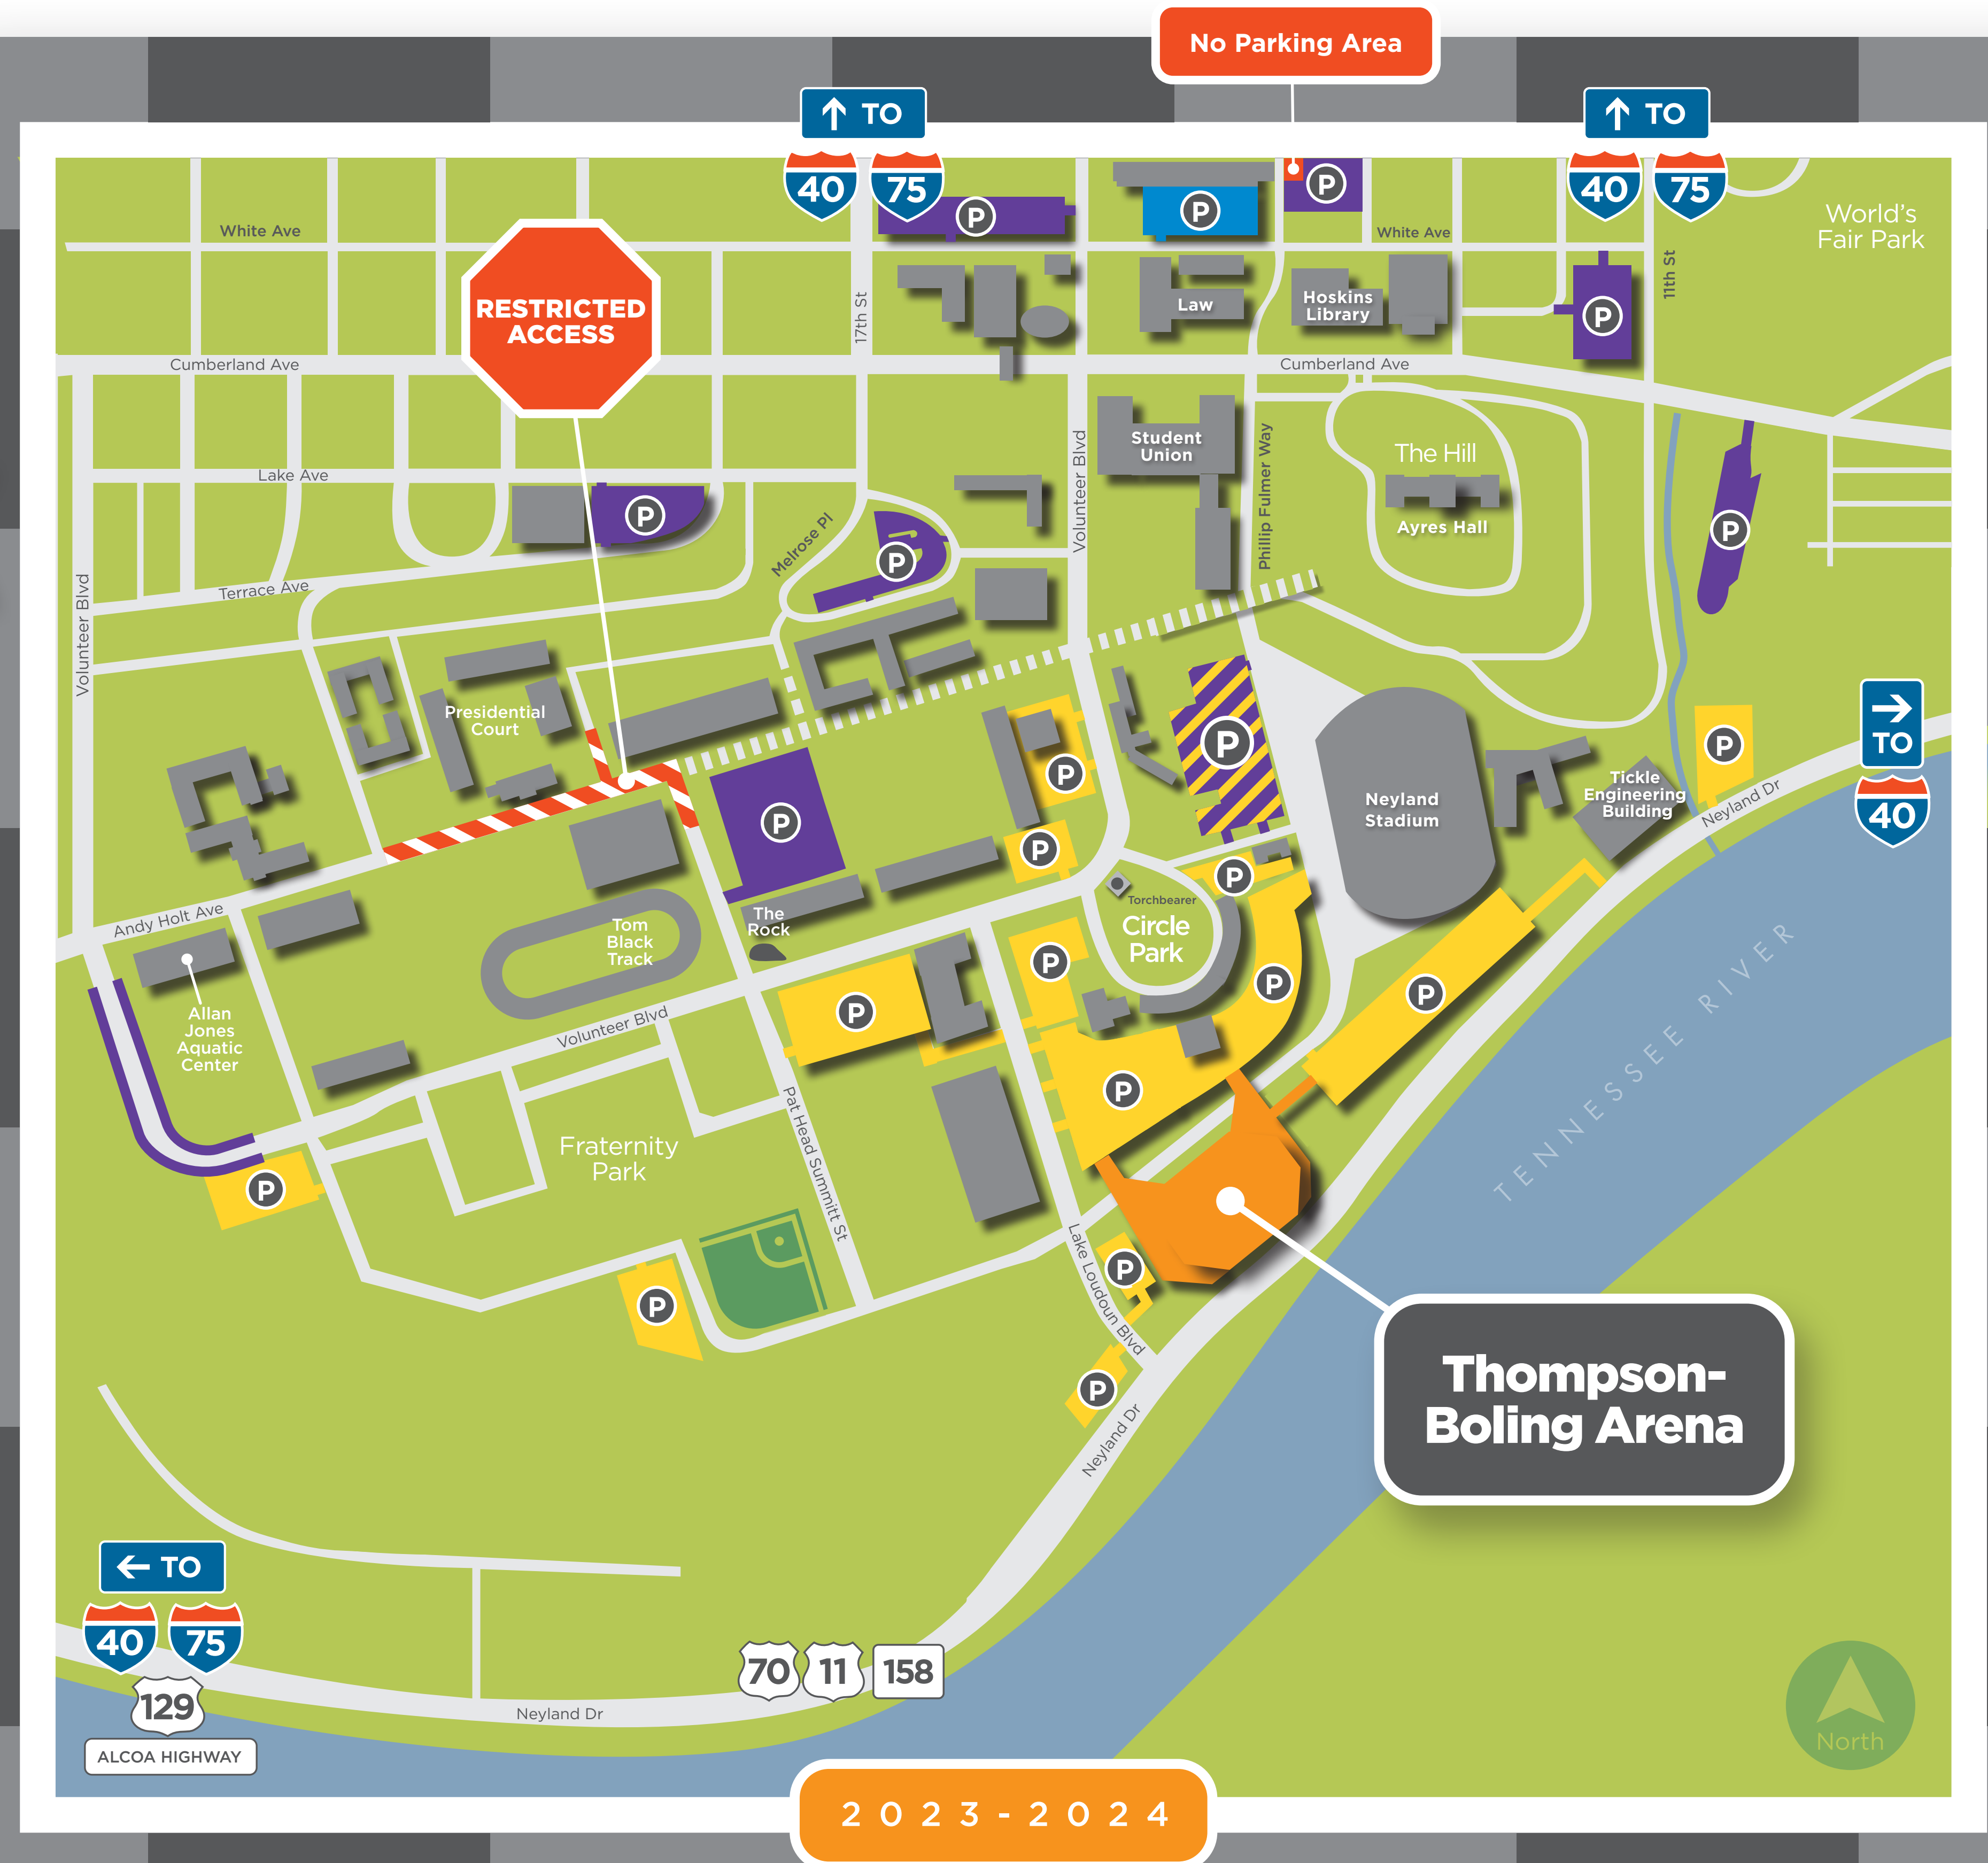 No Parking Area
↑ TO
40 75
↑ TO
40 75
P
P
P
White Ave
White Ave
World's
Fair Park
11th St
17th St
RESTRICTED
ACCESS
Law
Hoskins
Library
P
Cumberland Ave
Cumberland Ave
Student
Union
Volunteer Blvd
Phillip Fulmer Way
The Hill
Ayres Hall
Lake Ave
P
Melrose Pl
P
P
Terrace Ave
Volunteer Blvd
Presidential
Court
P
P
P
P
P
Neyland
Stadium
Tickle
Engineering
Building
P
Neyland Dr
→
TO
40
Andy Holt Ave
Tom
Black
Track
The
Rock
Torchbearer
Circle
Park
P
P
P
P
P
P
Allan
Jones
Aquatic
Center
Volunteer Blvd
TENNESSEE RIVER
Pat Head Summitt St
Fraternity
Park
P
P
P
P
Lake Loudoun Blvd
Neyland Dr
Thompson-
Boling Arena
← TO
40 75
129
ALCOA HIGHWAY
70 11 158
Neyland Dr
North
2023-2024